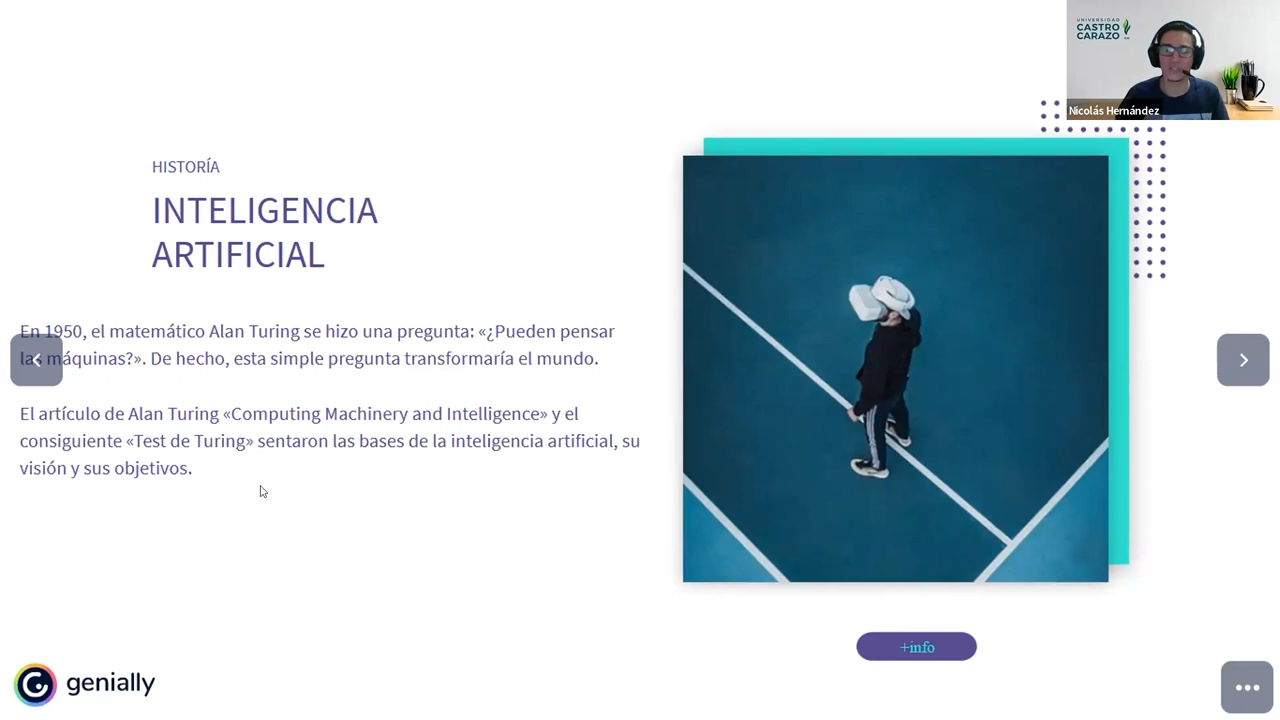 UNIVERSIDAD
CASTRO
CARAZO
Nicolás Hernández
HISTORÍA
INTELIGENCIA
ARTIFICIAL
En 1950, el matemático Alan Turing se hizo una pregunta: «¿Pueden pensar
las máquinas?». De hecho, esta simple pregunta transformaría el mundo.
El artículo de Alan Turing «Computing Machinery and Intelligence» y el
consiguiente «Test de Turing» sentaron las bases de la inteligencia artificial, su
visión y sus objetivos.
+info
genially